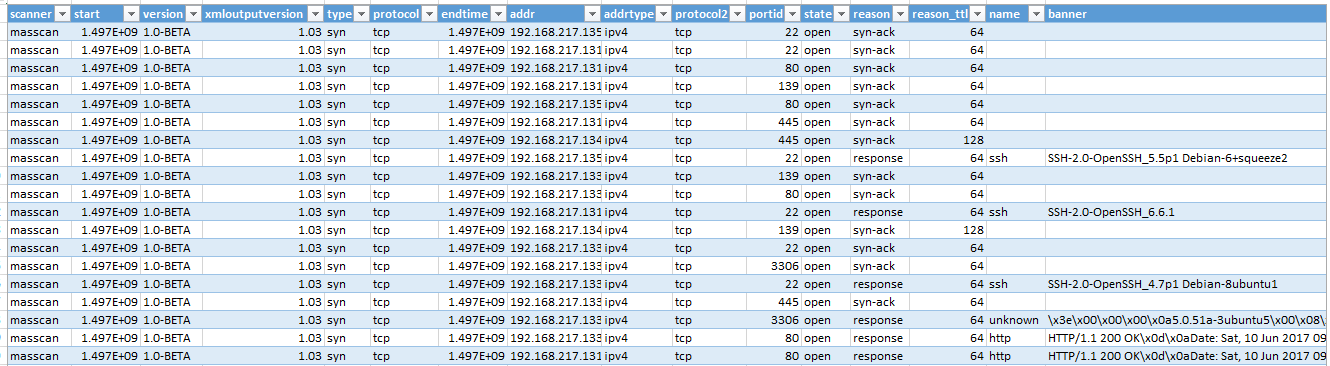 scanner start version xmloutputversion type protocol endtime addr addrtype protocol2 portid state reason reason_ttl name banner
masscan 1.497E+09 1.0-BETA 1.03 syn tcp 1.497E+09 192.168.217.135 ipv4 tcp 22 open syn-ack 64
masscan 1.497E+09 1.0-BETA 1.03 syn tcp 1.497E+09 192.168.217.131 ipv4 tcp 22 open syn-ack 64
masscan 1.497E+09 1.0-BETA 1.03 syn tcp 1.497E+09 192.168.217.131 ipv4 tcp 80 open syn-ack 64
masscan 1.497E+09 1.0-BETA 1.03 syn tcp 1.497E+09 192.168.217.131 ipv4 tcp 139 open syn-ack 64
masscan 1.497E+09 1.0-BETA 1.03 syn tcp 1.497E+09 192.168.217.135 ipv4 tcp 80 open syn-ack 64
masscan 1.497E+09 1.0-BETA 1.03 syn tcp 1.497E+09 192.168.217.131 ipv4 tcp 445 open syn-ack 64
masscan 1.497E+09 1.0-BETA 1.03 syn tcp 1.497E+09 192.168.217.134 ipv4 tcp 445 open syn-ack 128
masscan 1.497E+09 1.0-BETA 1.03 syn tcp 1.497E+09 192.168.217.135 ipv4 tcp 22 open response 64 ssh SSH-2.0-OpenSSH_5.5p1 Debian-6+squeeze2
masscan 1.497E+09 1.0-BETA 1.03 syn tcp 1.497E+09 192.168.217.133 ipv4 tcp 139 open syn-ack 64
masscan 1.497E+09 1.0-BETA 1.03 syn tcp 1.497E+09 192.168.217.133 ipv4 tcp 80 open syn-ack 64
masscan 1.497E+09 1.0-BETA 1.03 syn tcp 1.497E+09 192.168.217.131 ipv4 tcp 22 open response 64 ssh SSH-2.0-OpenSSH_6.6.1
masscan 1.497E+09 1.0-BETA 1.03 syn tcp 1.497E+09 192.168.217.134 ipv4 tcp 139 open syn-ack 128
masscan 1.497E+09 1.0-BETA 1.03 syn tcp 1.497E+09 192.168.217.133 ipv4 tcp 22 open syn-ack 64
masscan 1.497E+09 1.0-BETA 1.03 syn tcp 1.497E+09 192.168.217.133 ipv4 tcp 3306 open syn-ack 64
masscan 1.497E+09 1.0-BETA 1.03 syn tcp 1.497E+09 192.168.217.133 ipv4 tcp 22 open response 64 ssh SSH-2.0-OpenSSH_4.7p1 Debian-8ubuntu1
masscan 1.497E+09 1.0-BETA 1.03 syn tcp 1.497E+09 192.168.217.133 ipv4 tcp 445 open syn-ack 64
masscan 1.497E+09 1.0-BETA 1.03 syn tcp 1.497E+09 192.168.217.133 ipv4 tcp 3306 open response 64 unknown \x3e\x00\x00\x00\x0a5.0.51a-3ubuntu5\x00\x08\
masscan 1.497E+09 1.0-BETA 1.03 syn tcp 1.497E+09 192.168.217.135 ipv4 tcp 80 open response 64 http HTTP/1.1 200 OK\x0d\x0aDate: Sat, 10 Jun 2017 09
masscan 1.497E+09 1.0-BETA 1.03 syn tcp 1.497E+09 192.168.217.131 ipv4 tcp 80 open response 64 http HTTP/1.1 200 OK\x0d\x0aDate: Sat, 10 Jun 2017 09